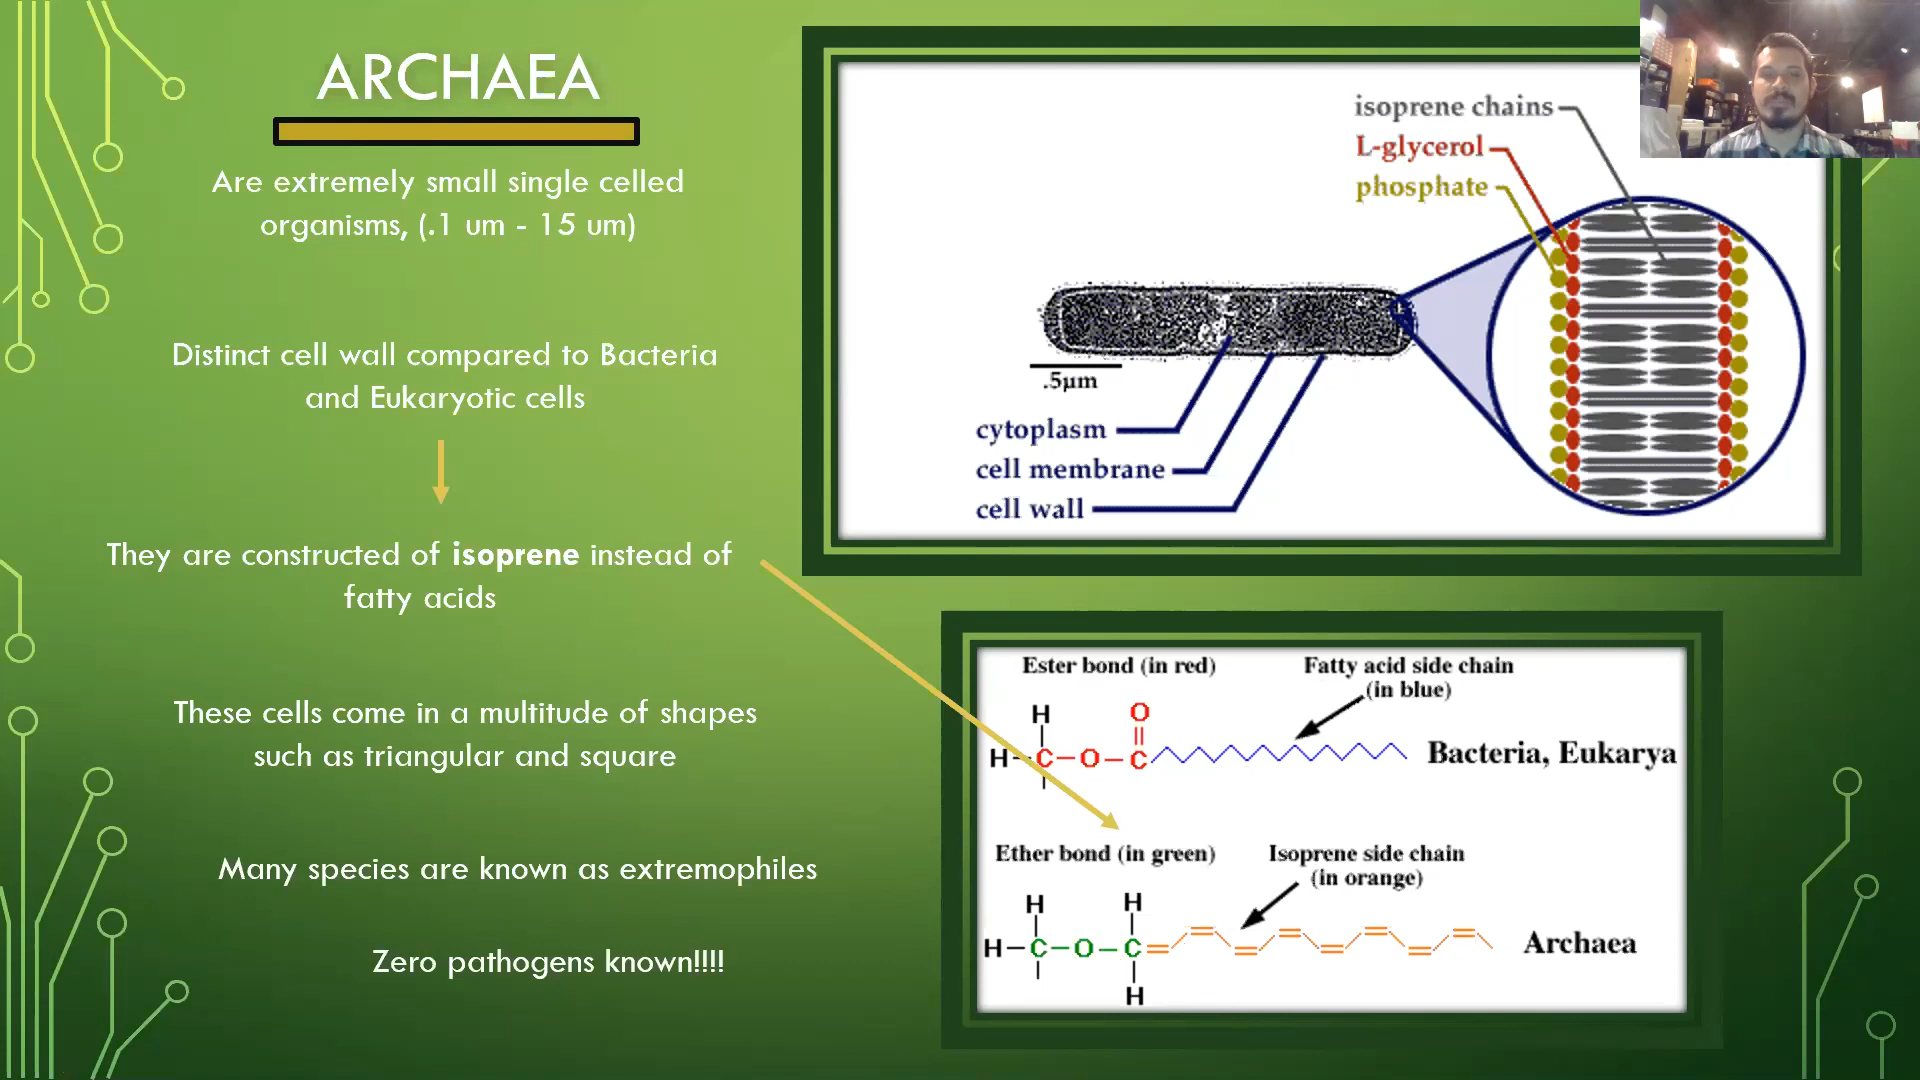 ARCHAEA
Are extremely small single celled
organisms, (.1 um - 15 um)
Distinct cell wall compared to Bacteria
and Eukaryotic cells
They are constructed of isoprene instead of
fatty acids
These cells come in a multitude of shapes
such as triangular and square
Many species are known as extremophiles
Zero pathogens known!!!!
isoprene chains
L-glycerol
phosphate
.5µm
cytoplasm
cell membrane
cell wall
Ester bond (in red)
Fatty acid side chain
(in blue)
H
O
H C O C
Bacteria, Eukarya
Ether bond (in green)
Isoprene side chain
(in orange)
H H
H C O C
Archaea
H